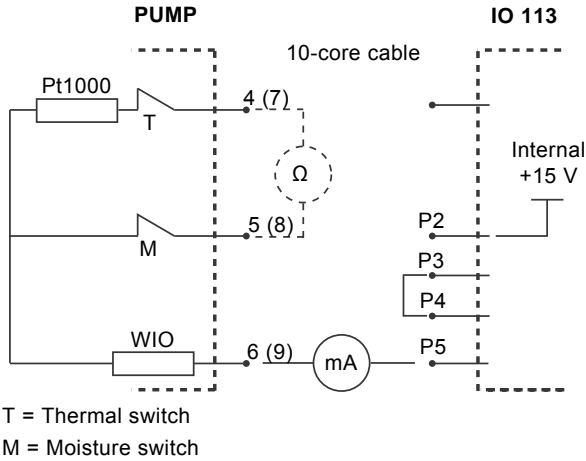 PUMP
IO 113
10-core cable
Pt1000
4 (7)
T
Internal
+15 V
Ω
5 (8)
P2
M
P3
P4
WIO
6 (9)
mA
P5
T = Thermal switch
M = Moisture switch